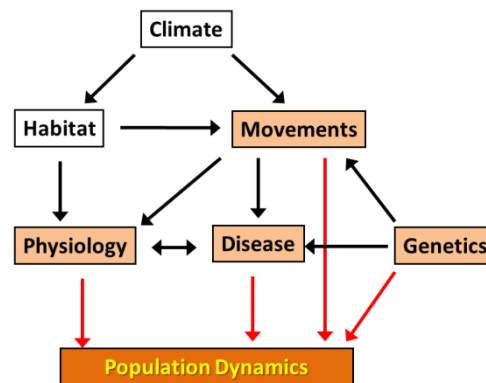 Climate
Habitat
Movements
Physiology
Disease
Genetics
Population Dynamics